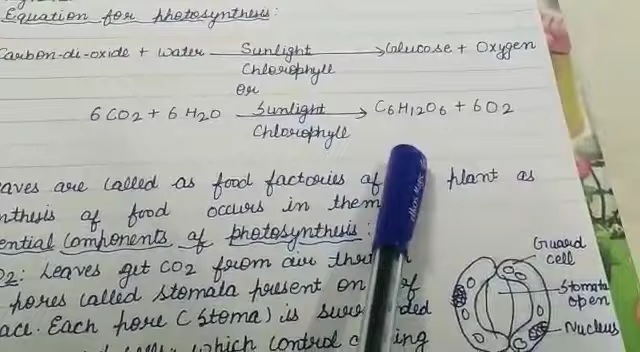 Equation for photosynthesis:
Carbon-di-oxide + Water Sunlight Glucose + Oxygen
Chlorophyll
or
6CO2 + 6H2O Sunlight C6H12O6 + 6O2
Chlorophyll
eaves are called as food factories of plant as
nthesis of food occurs in them
ential components of photosynthesis:
O2: Leaves get CO2 from air
pores called stomata present on of
ace. Each pore (Stoma) is
which control
Guard
cell
Stomata
open
Nucleus